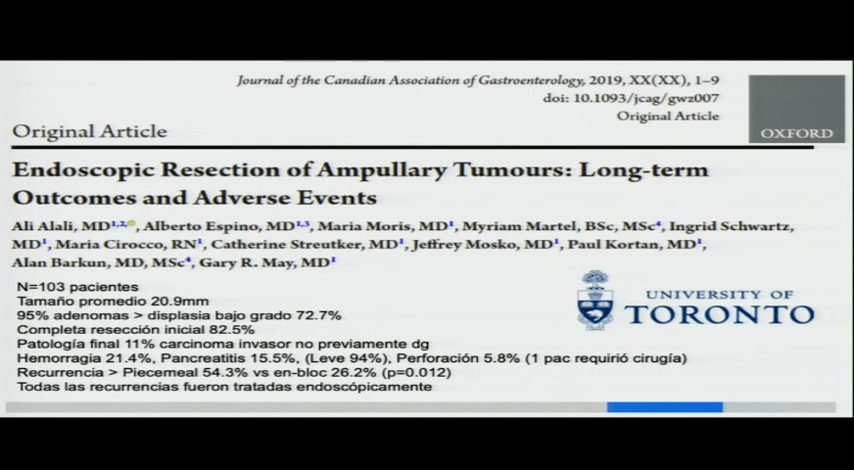 Journal of the Canadian Association of Gastroenterology, 2019, XX(XX), 1–9
doi: 10.1093/jcag/gwz007
Original Article
OXFORD
Original Article
Endoscopic Resection of Ampullary Tumours: Long-term
Outcomes and Adverse Events
Ali Alali, MD1,2, Alberto Espino, MD1,3, Maria Moris, MD1, Myriam Martel, BSc, MSc4, Ingrid Schwartz,
MD1, Maria Cirocco, RN1, Catherine Streutker, MD1, Jeffrey Mosko, MD1, Paul Kortan, MD1,
Alan Barkun, MD, MSc4, Gary R. May, MD1
N=103 pacientes
Tamaño promedio 20.9mm
95% adenomas > displasia bajo grado 72.7%
Completa resección inicial 82.5%
Patología final 11% carcinoma invasor no previamente dg
Hemorragia 21.4%, Pancreatitis 15.5%, (Leve 94%), Perforación 5.8% (1 pac requirió cirugía)
Recurrencia > Piecemeal 54.3% vs en-bloc 26.2% (p=0.012)
Todas las recurrencias fueron tratadas endoscópicamente
UNIVERSITY OF
TORONTO